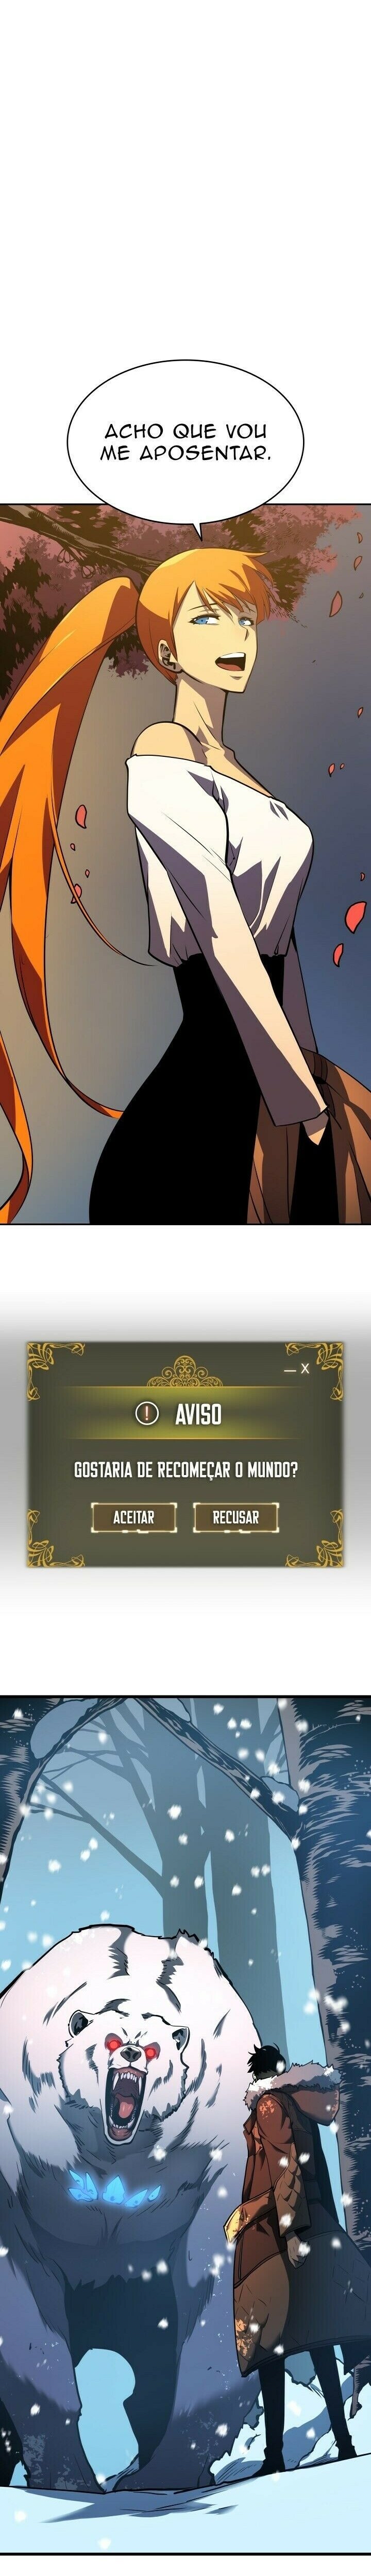 ACHO QUE VOU
ME APOSENTAR.
— X
! AVISO
GOSTARIA DE RECOMEÇAR O MUNDO?
ACEITAR RECUSAR